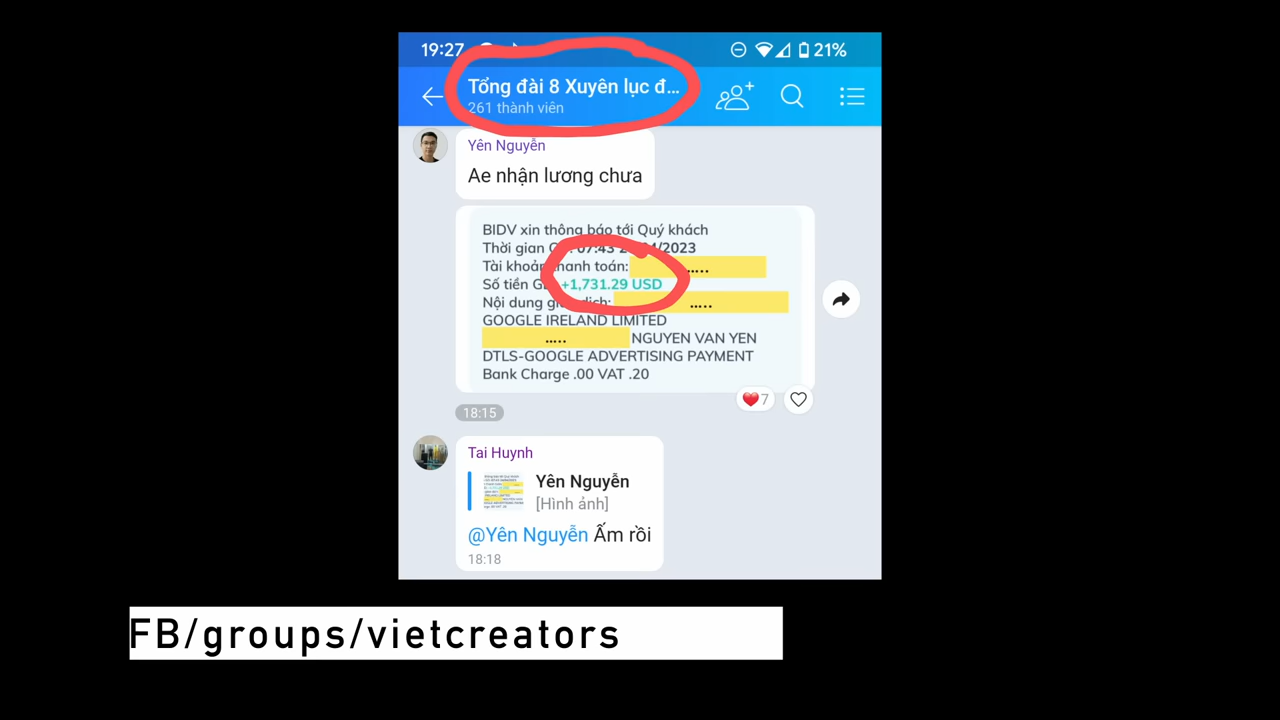 19:27
21%
Tổng đài 8 Xuyên lục đ...
261 thành viên
Yên Nguyễn
Ae nhận lương chưa
BIDV xin thông báo tới Quý khách
Thời gian 07:43 /2023
Tài khoản thanh toán: .....
Số tiền +1,731.29 USD
Nội dung giao dịch: .....
GOOGLE IRELAND LIMITED
..... NGUYEN VAN YEN
DTLS-GOOGLE ADVERTISING PAYMENT
Bank Charge .00 VAT .20
7
18:15
Tai Huynh
Yên Nguyễn
[Hình ảnh]
@Yên Nguyễn Ấm rồi
18:18
FB/groups/vietcreators